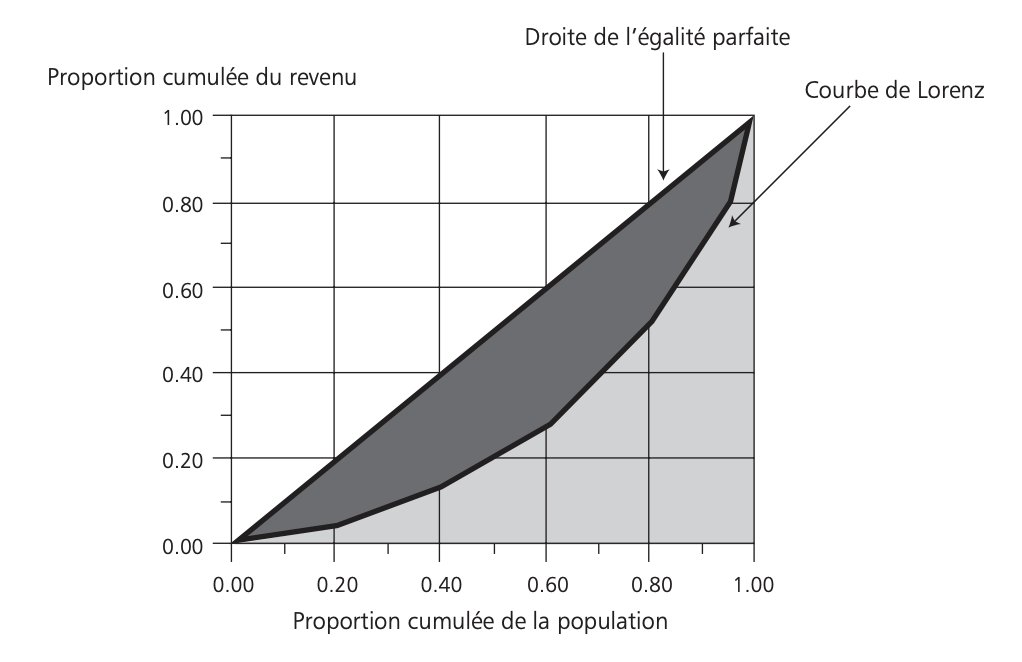 Droite de l’égalité parfaite
Proportion cumulée du revenu
Courbe de Lorenz
1.00
0.80
0.60
0.40
0.20
0.00
0.00 0.20 0.40 0.60 0.80 1.00
Proportion cumulée de la population